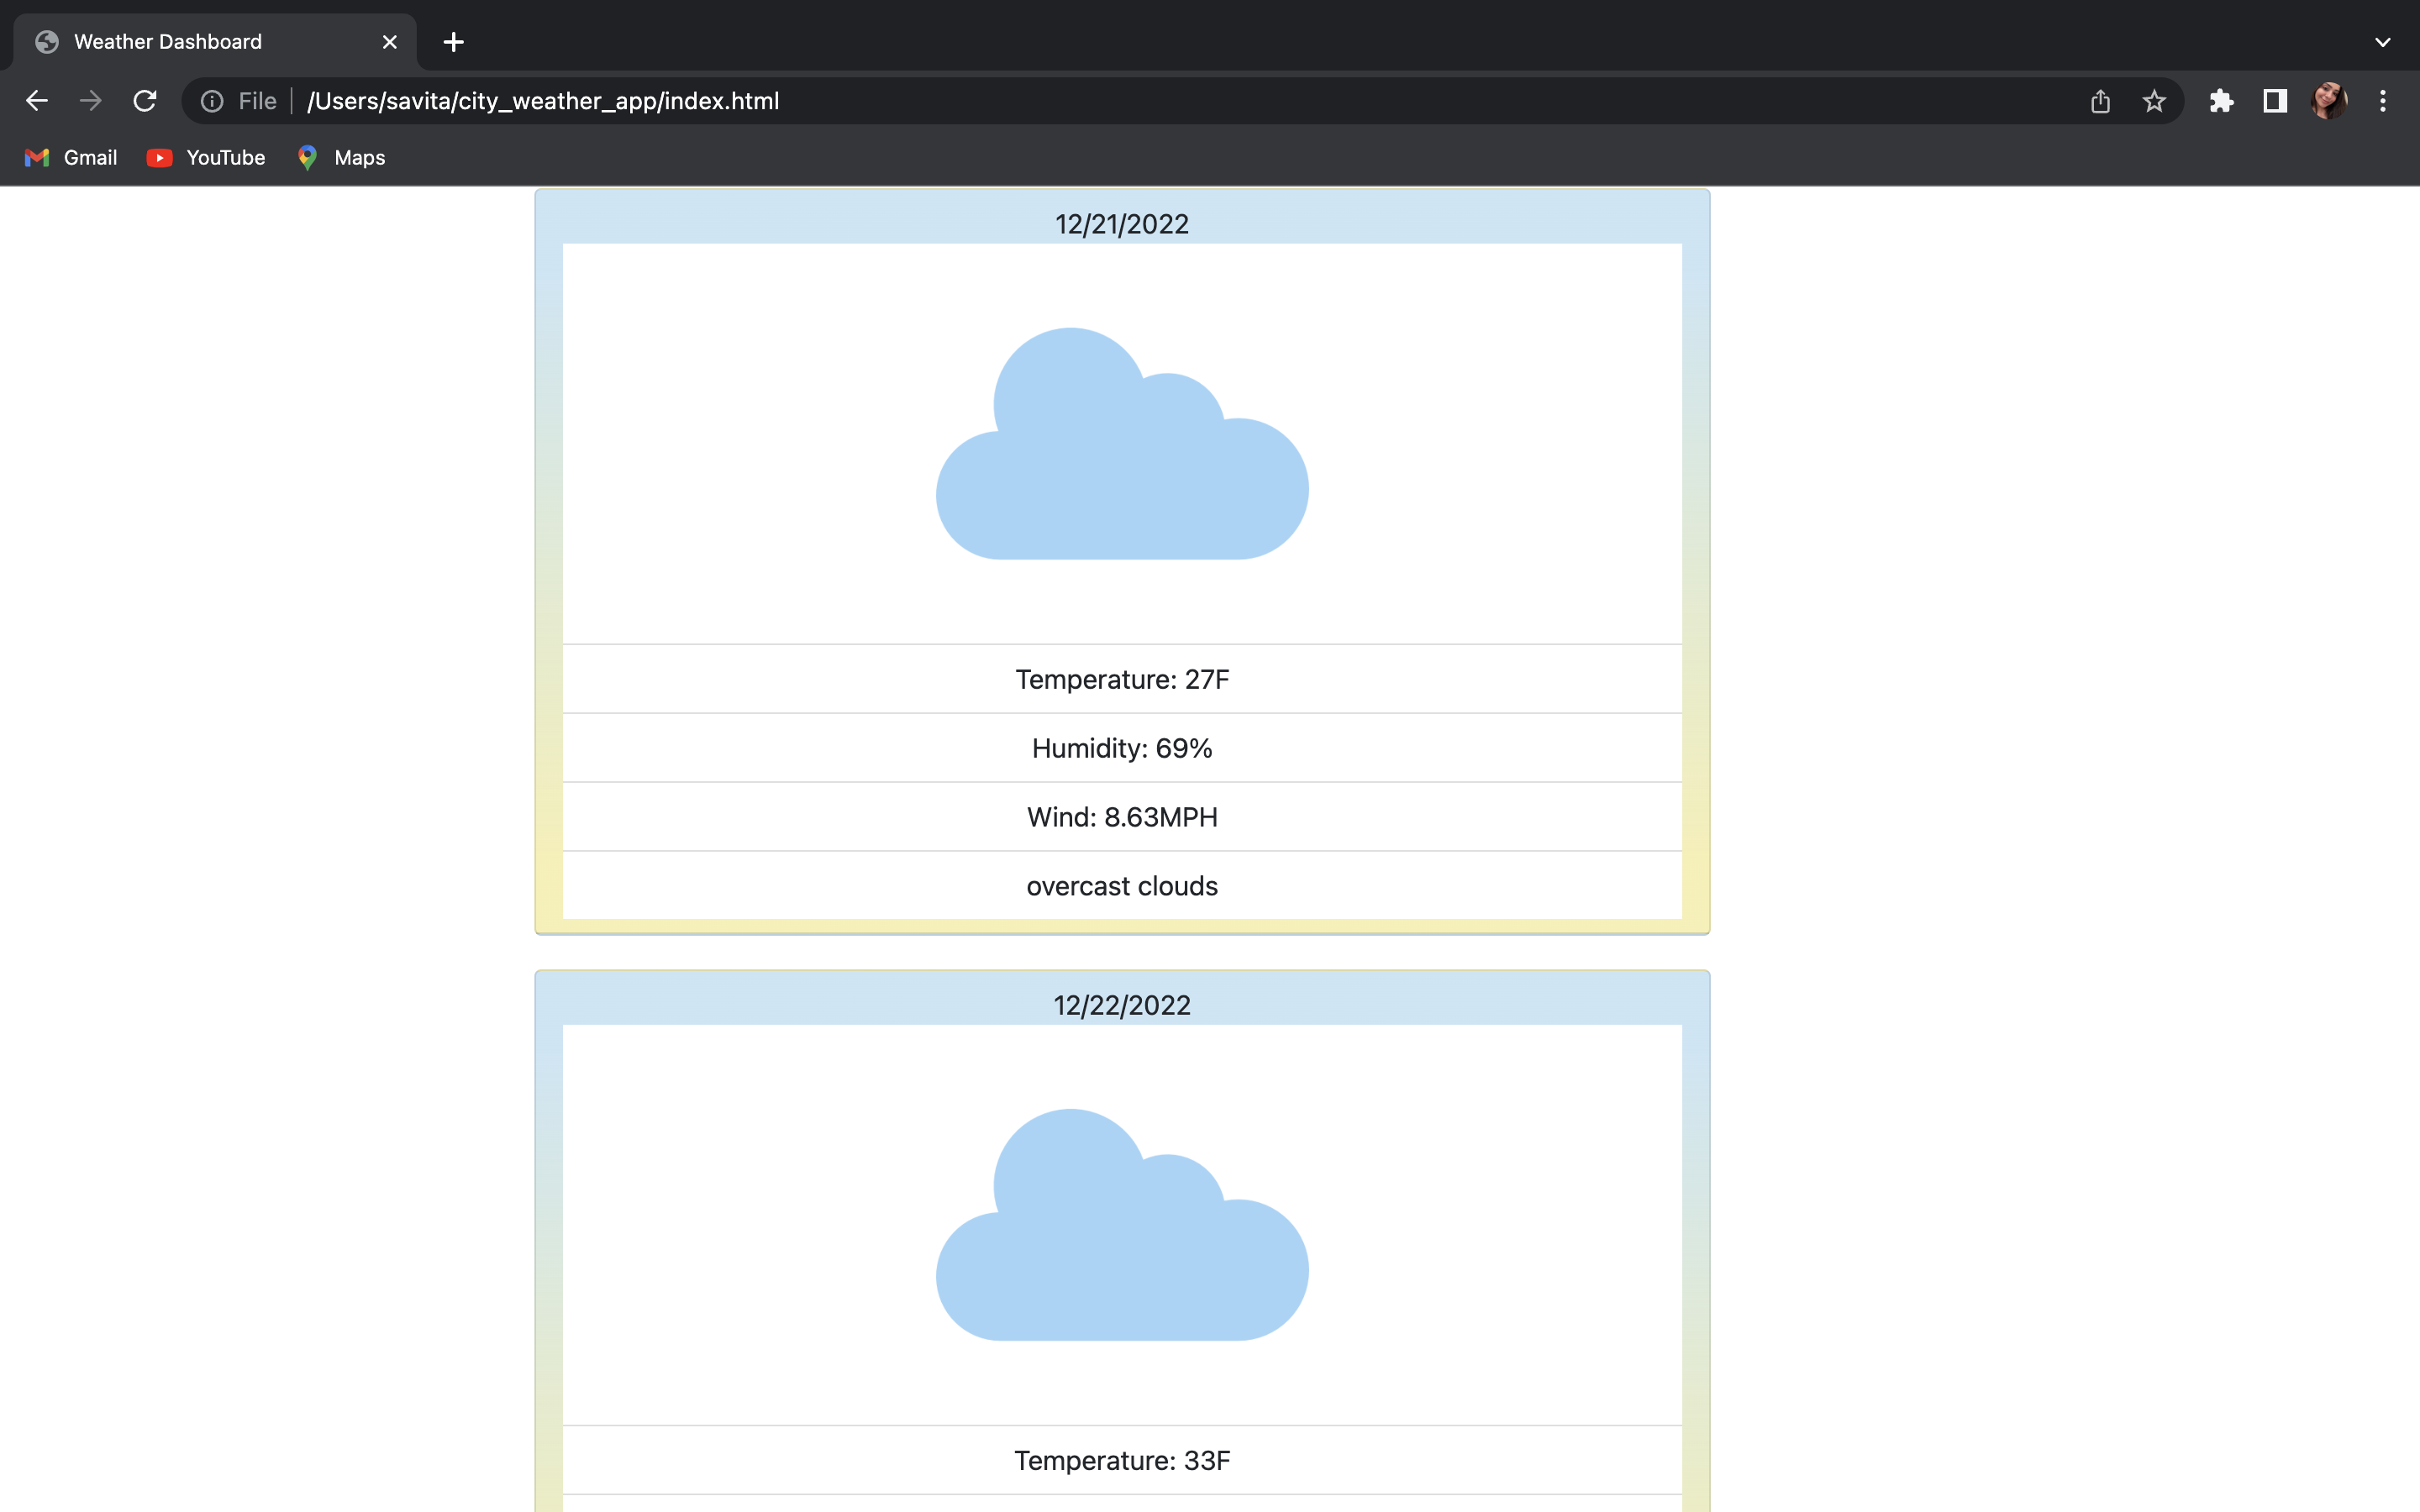 Weather Dashboard
File /Users/savita/city_weather_app/index.html
Gmail YouTube Maps
12/21/2022
Temperature: 27F
Humidity: 69%
Wind: 8.63MPH
overcast clouds
12/22/2022
Temperature: 33F